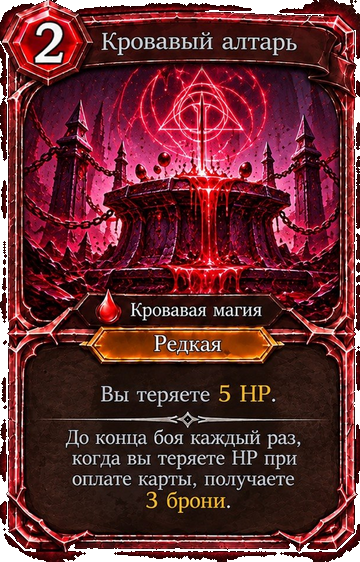 2
Кровавый алтарь
Кровавая магия
Редкая
Вы теряете 5 HP.
До конца боя каждый раз,
когда вы теряете HP при
оплате карты, получаете
3 брони.